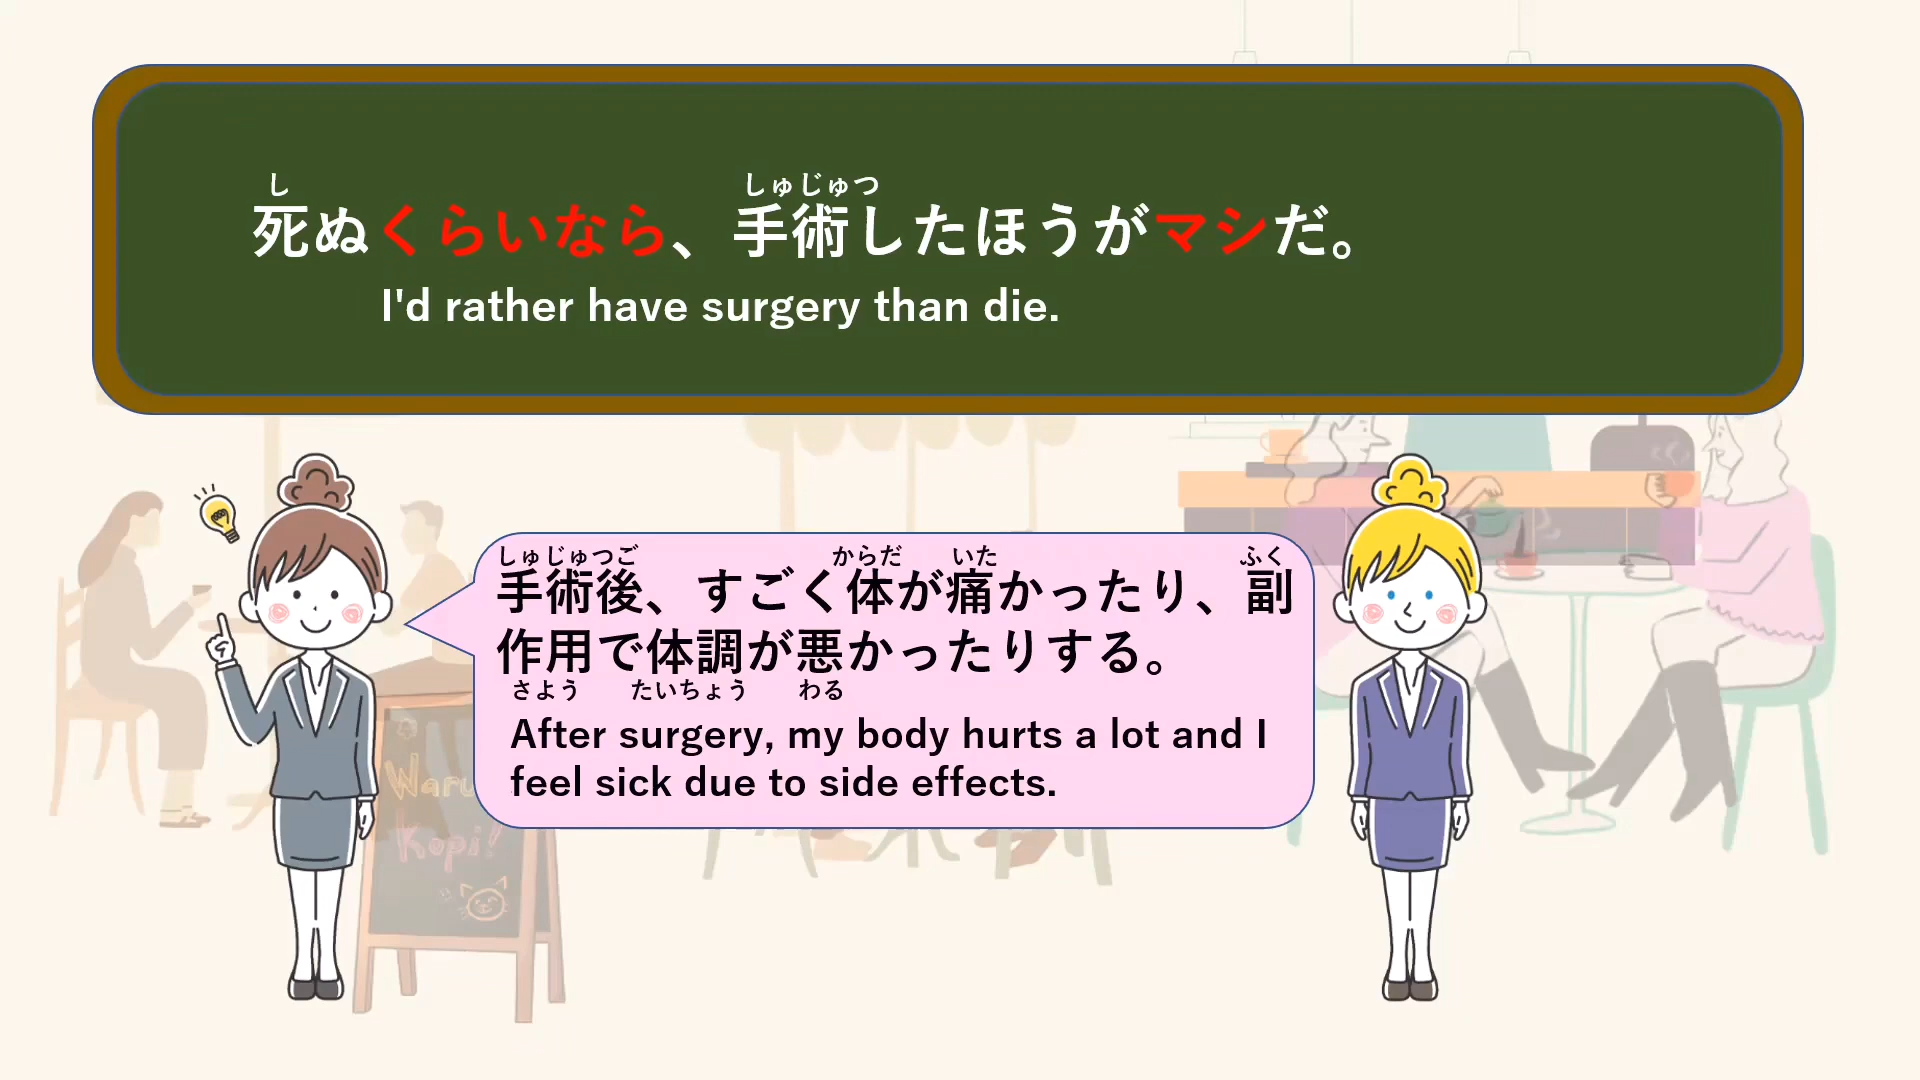 し しゅじゅつ
死ぬくらいなら、手術したほうがマシだ。
I'd rather have surgery than die.
しゅじゅつご からだ いた ふく
手術後、すごく体が痛かったり、副
作用で体調が悪かったりする。
さよう たいちょう わる
After surgery, my body hurts a lot and I
feel sick due to side effects.
Waru
Kopi!